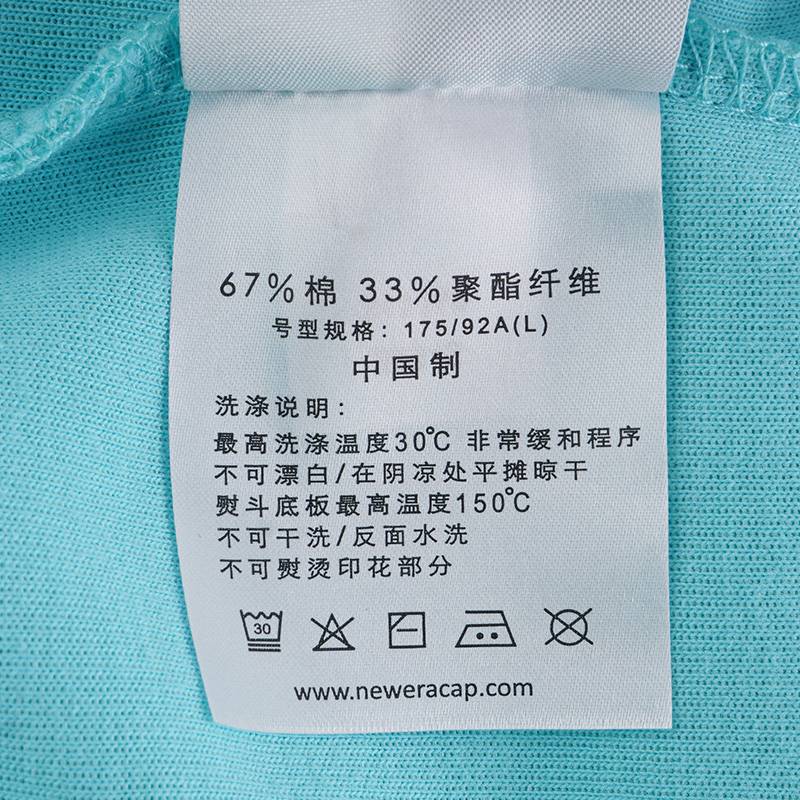 67%棉 33%聚酯纤维
号型规格: 175/92A(L)
中国制
洗涤说明:
最高洗涤温度30℃ 非常缓和程序
不可漂白/在阴凉处平摊晾干
熨斗底板最高温度150℃
不可干洗/反面水洗
不可熨烫印花部分
30
www.neweracap.com